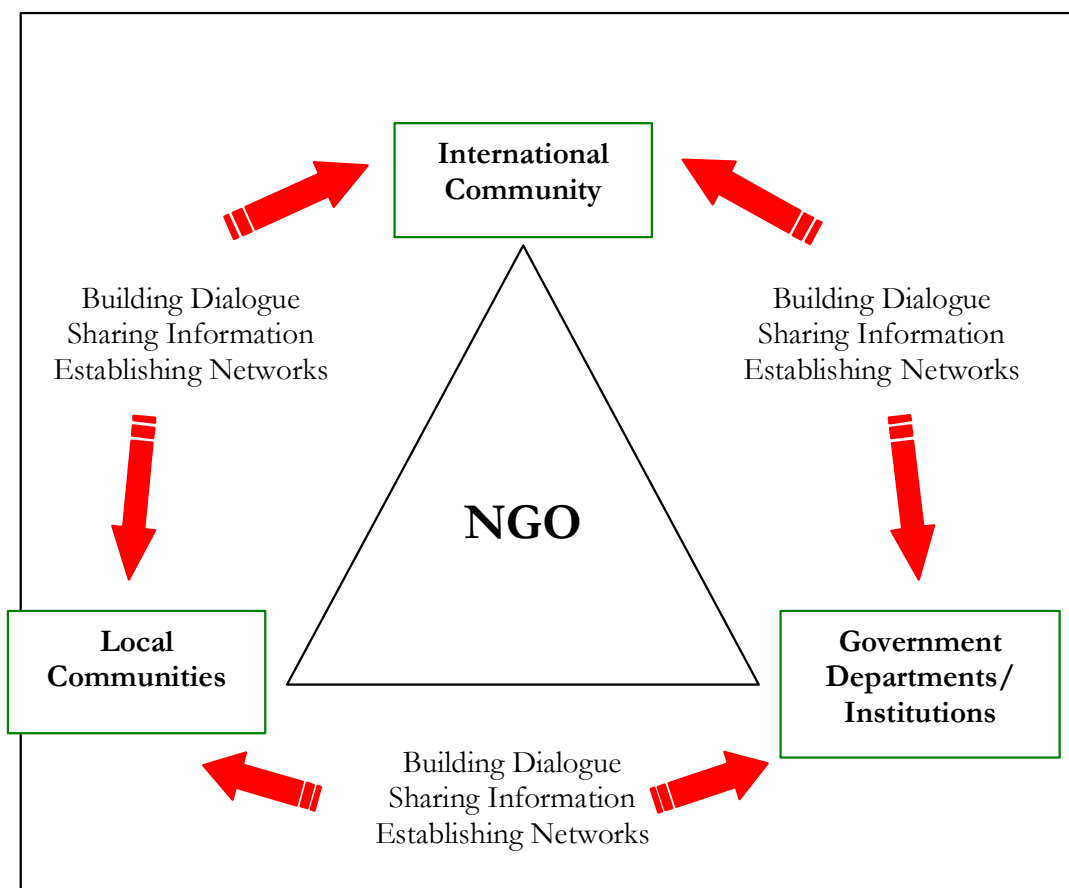 International
Community
Building Dialogue
Sharing Information
Establishing Networks
Building Dialogue
Sharing Information
Establishing Networks
NGO
Local
Communities
Government
Departments/
Institutions
Building Dialogue
Sharing Information
Establishing Networks